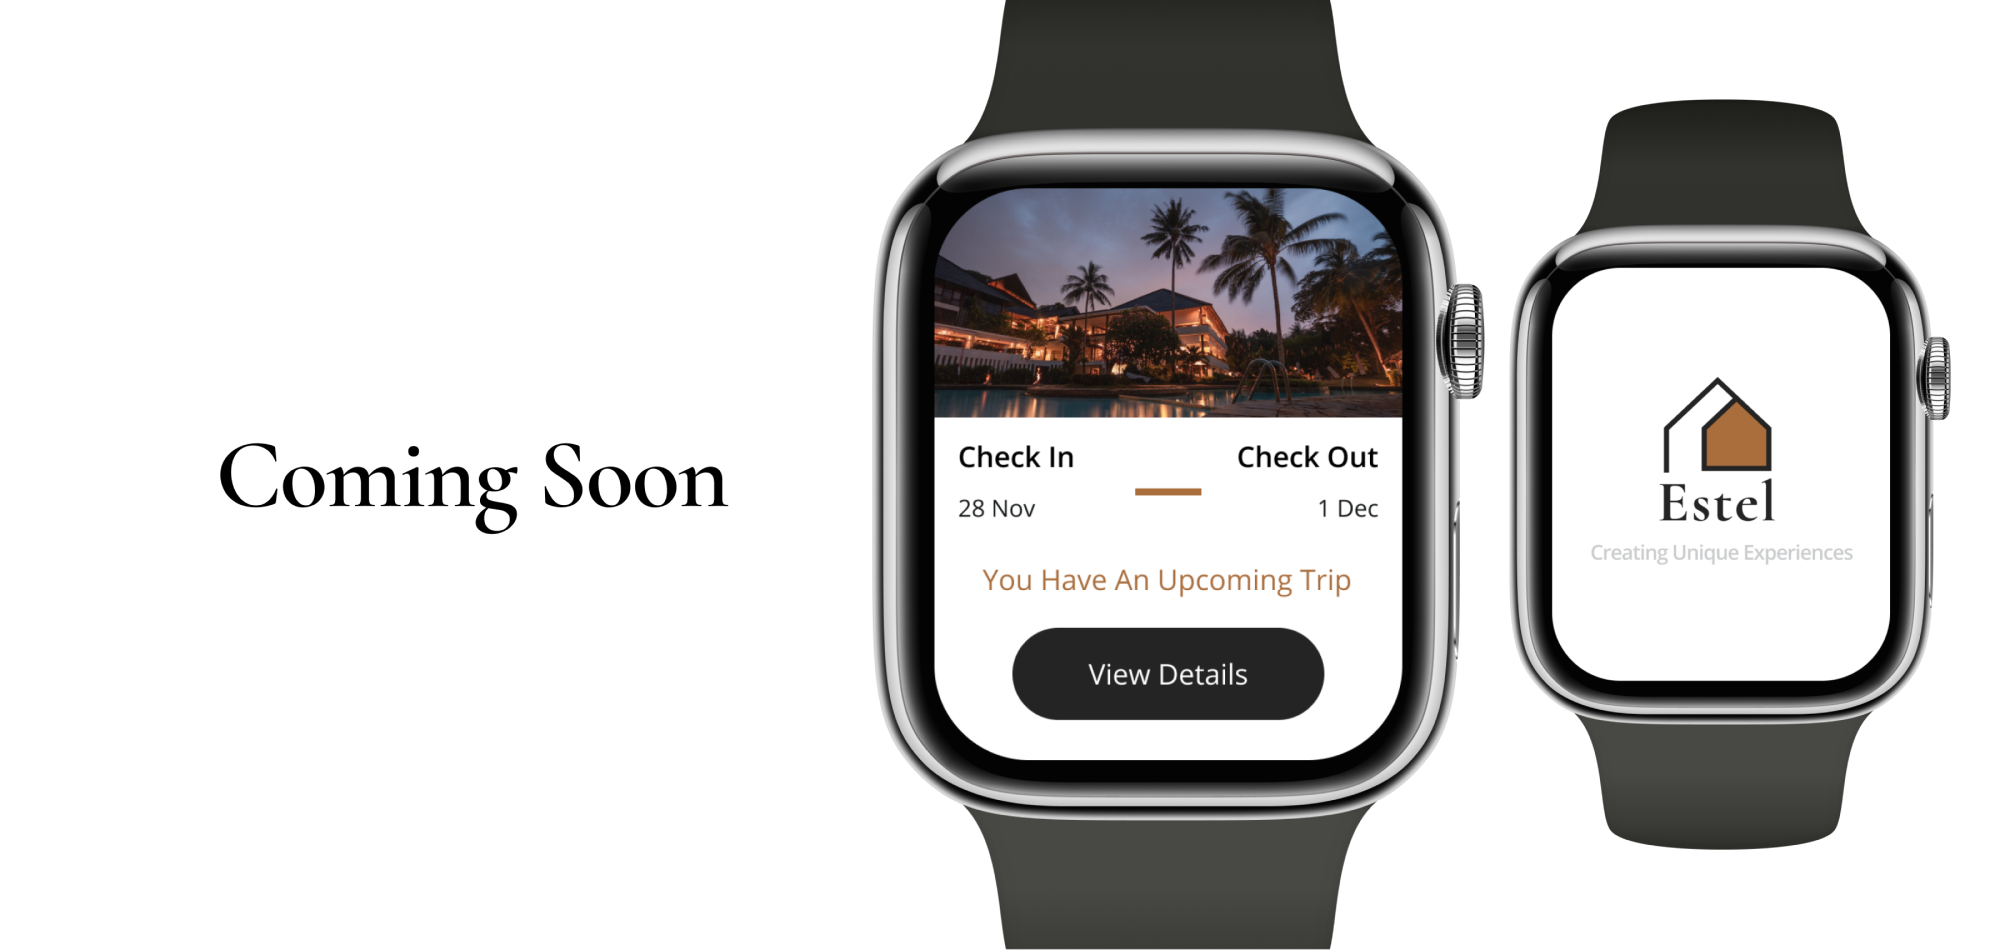 Coming Soon
Check In
Check Out
28 Nov
1 Dec
You Have An Upcoming Trip
View Details
Estel
Creating Unique Experiences